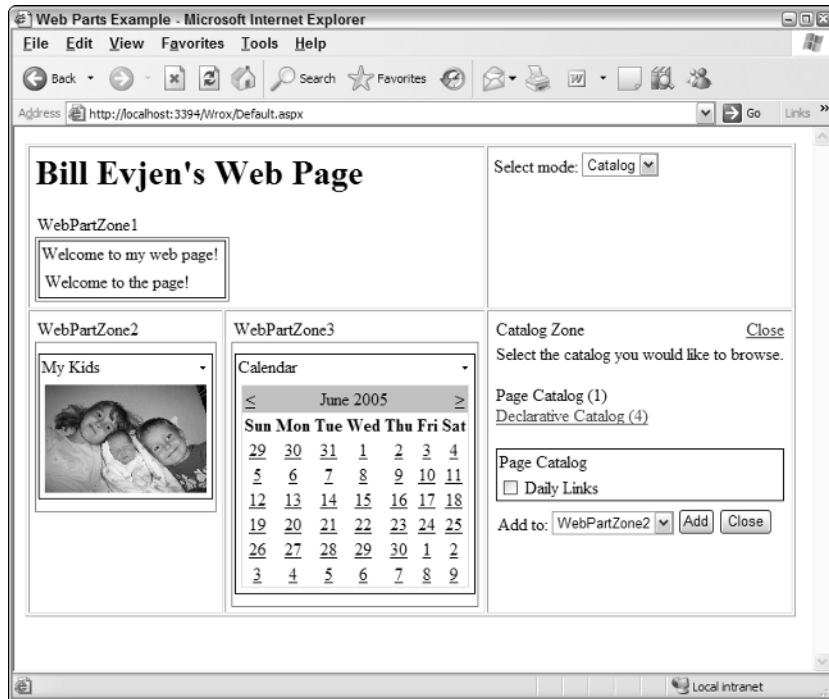 Web Parts Example - Microsoft Internet Explorer
File Edit View Favorites Tools Help
Back Search Favorites
Address http://localhost:3394/Wrox/Default.aspx Go Links »
Bill Evjen's Web Page
Select mode: Catalog
WebPartZone1
Welcome to my web page!
Welcome to the page!
WebPartZone2
My Kids
WebPartZone3
Calendar
< June 2005 >
Sun Mon Tue Wed Thu Fri Sat
29 30 31 1 2 3 4
5 6 7 8 9 10 11
12 13 14 15 16 17 18
19 20 21 22 23 24 25
26 27 28 29 30 1 2
3 4 5 6 7 8 9
Catalog Zone Close
Select the catalog you would like to browse.
Page Catalog (1)
Declarative Catalog (4)
Page Catalog
Daily Links
Add to: WebPartZone2 Add Close
Local intranet